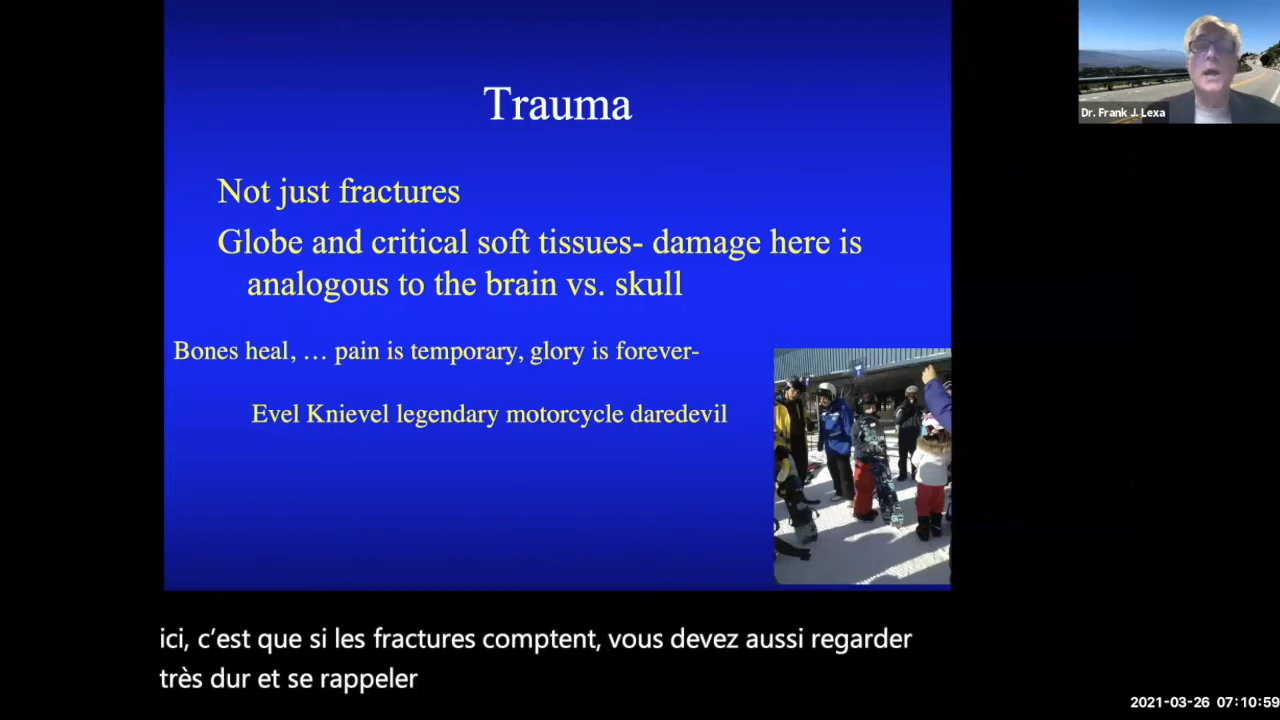 Trauma
Not just fractures
Globe and critical soft tissues- damage here is
analogous to the brain vs. skull
Bones heal, … pain is temporary, glory is forever-
Evel Knievel legendary motorcycle daredevil
Dr. Frank J. Lexa
ici, c’est que si les fractures comptent, vous devez aussi regarder
très dur et se rappeler
2021-03-26 07:10:59